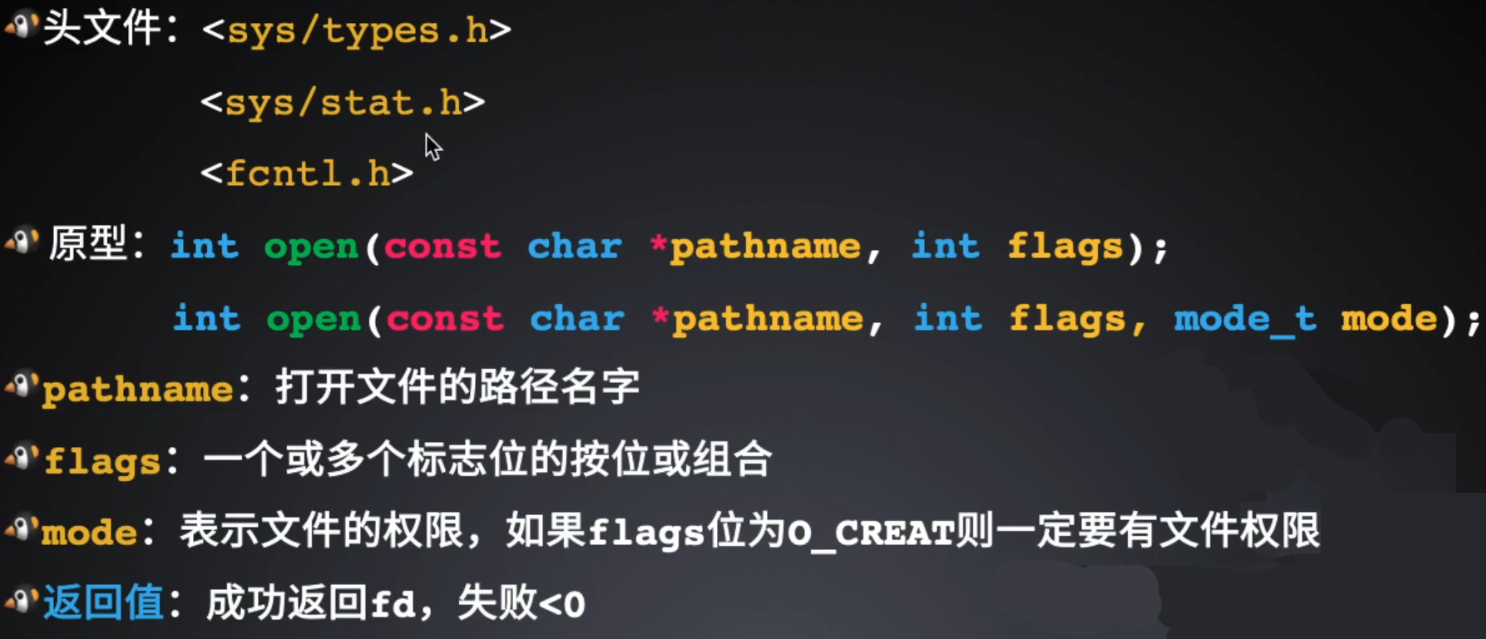 头文件：<sys/types.h>
<sys/stat.h>
<fcntl.h>
原型：int open(const char *pathname, int flags);
int open(const char *pathname, int flags, mode_t mode);
pathname：打开文件的路径名字
flags：一个或多个标志位的按位或组合
mode：表示文件的权限，如果flags位为O_CREAT则一定要有文件权限
返回值：成功返回fd，失败<0